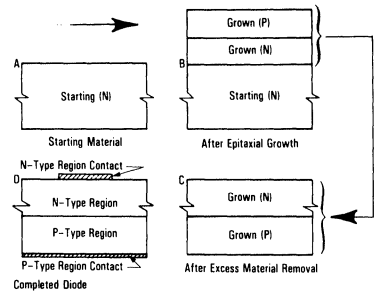 Grown (P)
Grown (N)
A
B
Starting (N)
Starting (N)
Starting Material
After Epitaxial Growth
N-Type Region Contact
D
C
N-Type Region
Grown (N)
P-Type Region
Grown (P)
P-Type Region Contact
After Excess Material Removal
Completed Diode